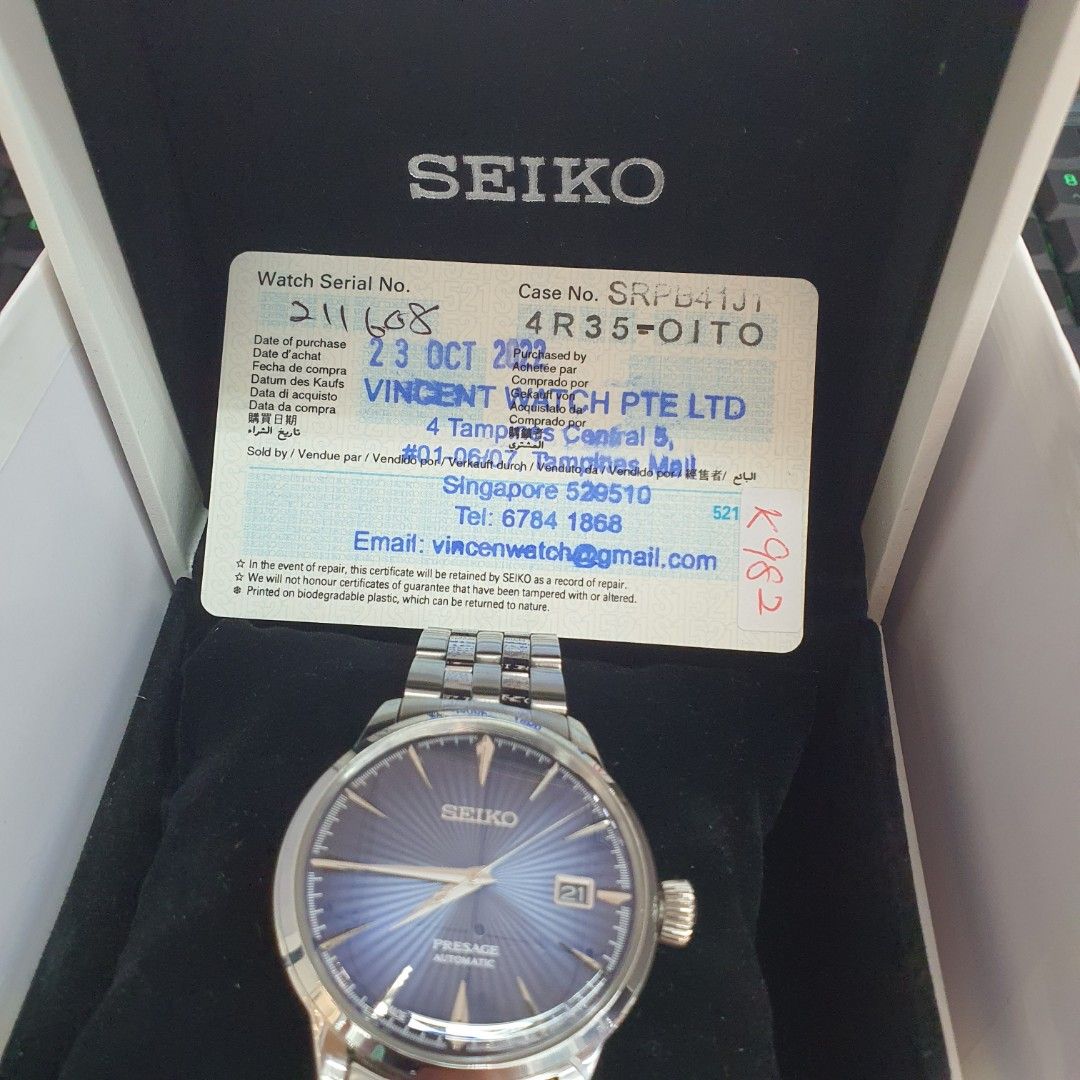 SEIKO
Watch Serial No.
211608
Case No. SRPB41J1
4R35-01T0
Date of purchase
Date d'achat
Fecha de compra
Datum des Kaufs
Data di acquisto
Data da compra
購買日期
تاريخ الشراء
23 OCT 2022
Purchased by
Achetée par
Comprado por
Gekauft von
Acquistato da
Comprado por
المشتري
VINCENT WATCH PTE LTD
4 Tampines Central 5,
#01-06/07, Tampines Mall
Sold by / Vendue par / Vendido por / Verkauft durch / Venduto da / Vendido por / 經售者 / البائع
Singapore 529510
521
Tel: 6784 1868
Email: vincenwatch@gmail.com
K982
☆ In the event of repair, this certificate will be retained by SEIKO as a record of repair.
☆ We will not honour certificates of guarantee that have been tampered with or altered.
❄ Printed on biodegradable plastic, which can be returned to nature.
SEIKO
21
PRESAGE
AUTOMATIC